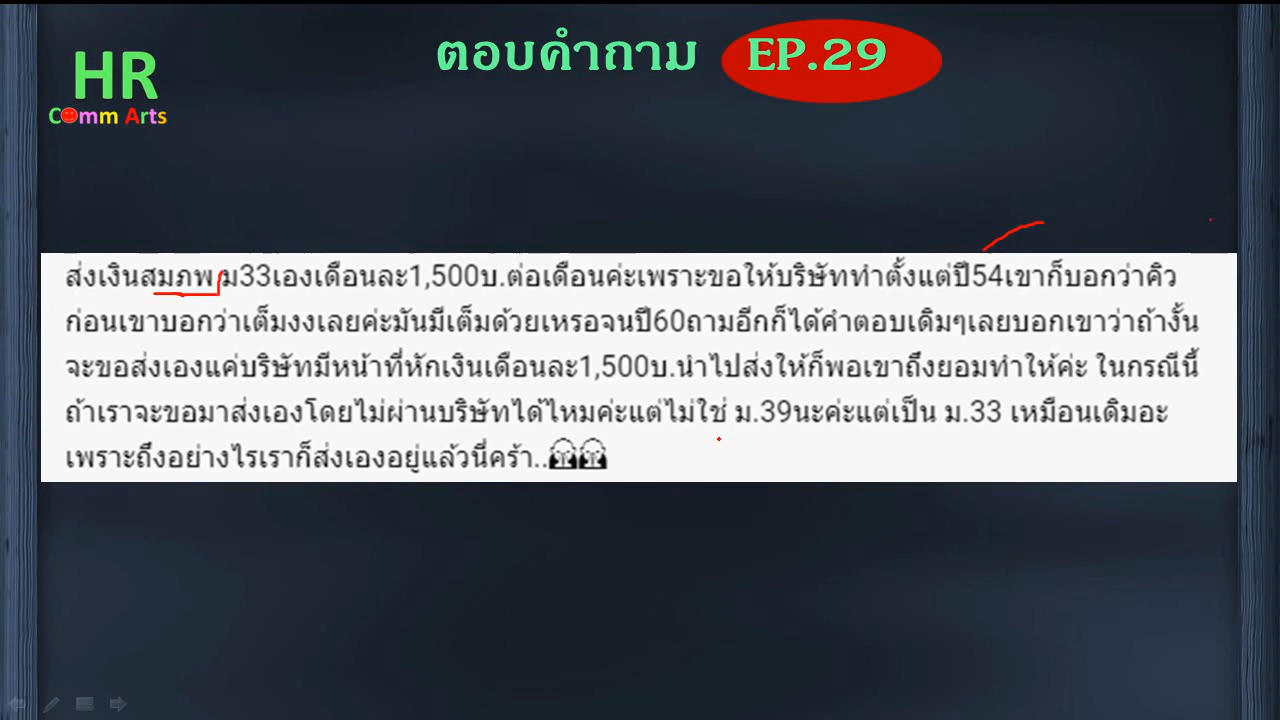 ตอบคำถาม EP.29
HR
Comm Arts
ส่งเงินสมภพ ม33เองเดือนละ1,500บ.ต่อเดือนค่ะเพราะขอให้บริษัททำตั้งแต่ปี54เขาก็บอกว่าคิว
ก่อนเขาบอกว่าเต็มงงเลยค่ะมันมีเต็มด้วยเหรอจนปี60ถามอีกก็ได้คำตอบเดิมๆเลยบอกเขาว่าถ้างั้น
จะขอส่งเองแค่บริษัทมีหน้าที่หักเงินเดือนละ1,500บ.นำไปส่งให้ก็พอเขาถึงยอมทำให้ค่ะ ในกรณีนี้
ถ้าเราจะขอมาส่งเองโดยไม่ผ่านบริษัทได้ไหมค่ะแต่ไม่ใช่ ม.39นะค่ะแต่เป็น ม.33 เหมือนเดิมอะ
เพราะถึงอย่างไรเราก็ส่งเองอยู่แล้วนี่คร้า..